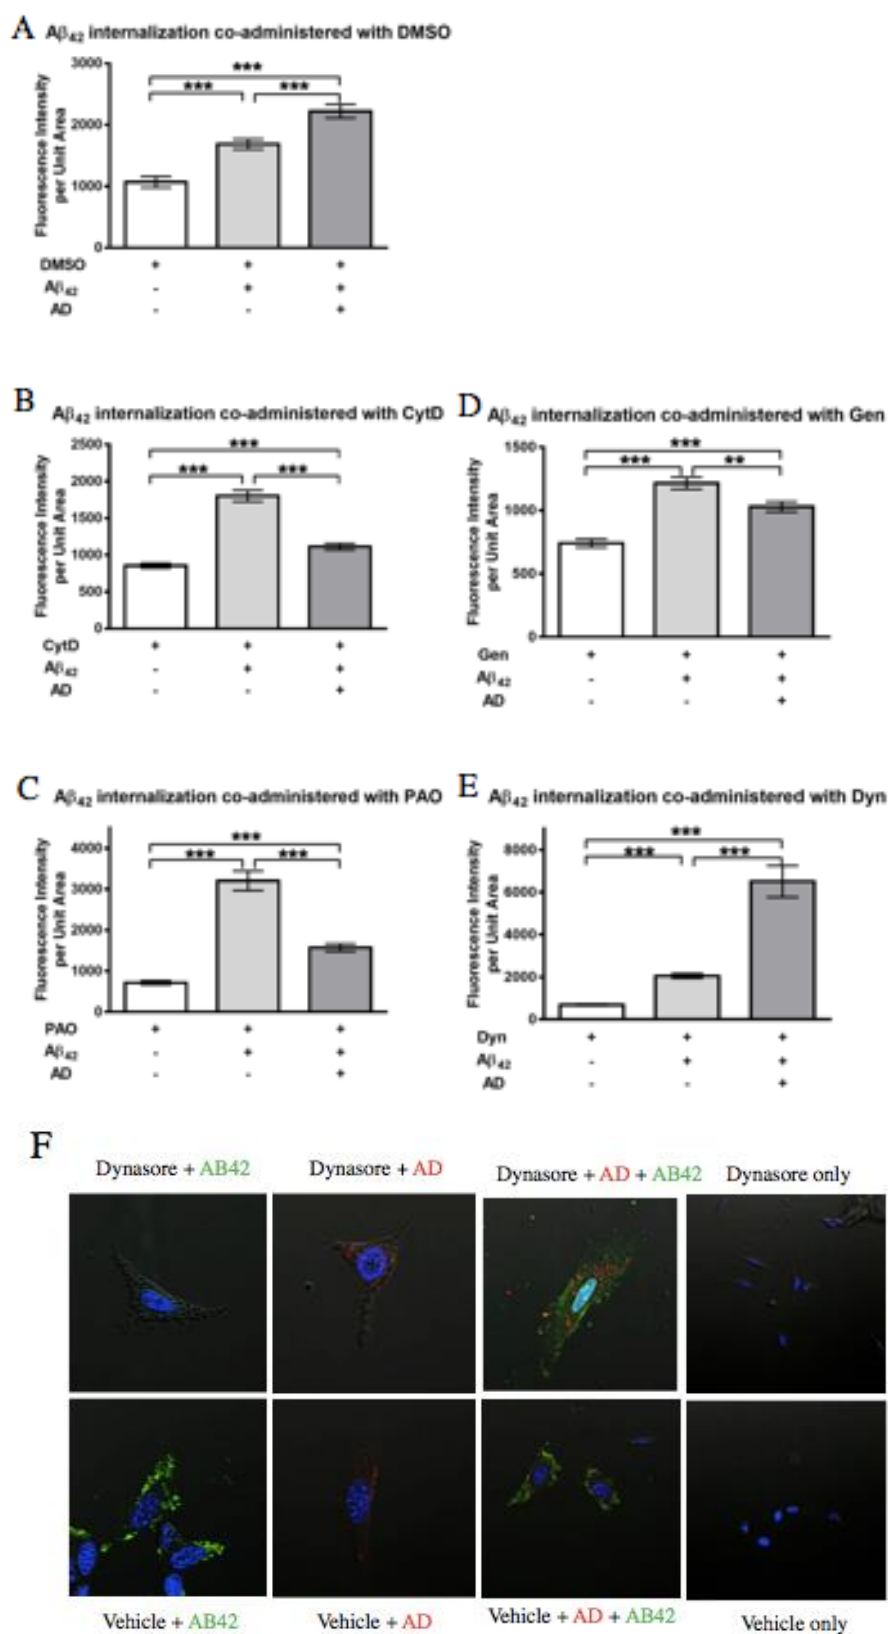 A Aβ42 internalization co-administered with DMSO
Fluorescence Intensity
per Unit Area
3000
2000
1000
0
***
*** ***
DMSO + + +
Aβ42 - + +
AD - - +
B Aβ42 internalization co-administered with CytD
Fluorescence Intensity
per Unit Area
2500
2000
1500
1000
500
0
***
*** ***
CytD + + +
Aβ42 - + +
AD - - +
D Aβ42 internalization co-administered with Gen
Fluorescence Intensity
per Unit Area
1500
1000
500
0
***
*** **
Gen + + +
Aβ42 - + +
AD - - +
C Aβ42 internalization co-administered with PAO
Fluorescence Intensity
per Unit Area
4000
3000
2000
1000
0
***
*** ***
PAO + + +
Aβ42 - + +
AD - - +
E Aβ42 internalization co-administered with Dyn
Fluorescence Intensity
per Unit Area
8000
6000
4000
2000
0
***
*** ***
Dyn + + +
Aβ42 - + +
AD - - +
F
Dynasore + AB42 Dynasore + AD Dynasore + AD + AB42 Dynasore only
Vehicle + AB42 Vehicle + AD Vehicle + AD + AB42 Vehicle only